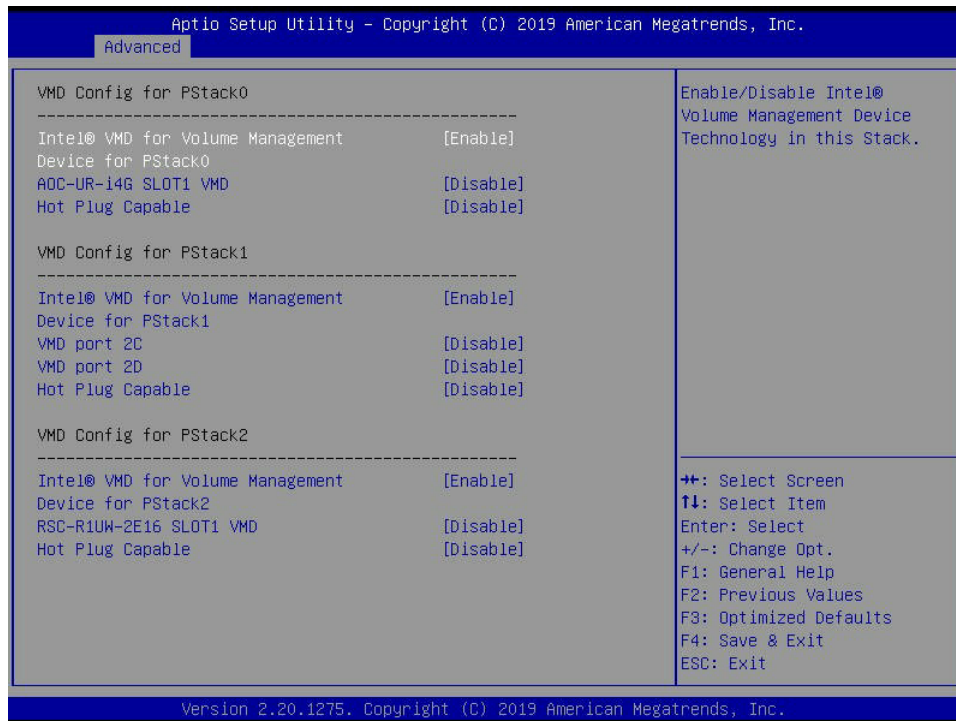 Aptio Setup Utility – Copyright (C) 2019 American Megatrends, Inc.
Advanced
VMD Config for PStack0
--------------------------------------------------
Intel® VMD for Volume Management [Enable]
Device for PStack0
AOC-UR-i4G SLOT1 VMD [Disable]
Hot Plug Capable [Disable]
VMD Config for PStack1
--------------------------------------------------
Intel® VMD for Volume Management [Enable]
Device for PStack1
VMD port 2C [Disable]
VMD port 2D [Disable]
Hot Plug Capable [Disable]
VMD Config for PStack2
--------------------------------------------------
Intel® VMD for Volume Management [Enable]
Device for PStack2
RSC-R1UW-2E16 SLOT1 VMD [Disable]
Hot Plug Capable [Disable]
Enable/Disable Intel®
Volume Management Device
Technology in this Stack.
→←: Select Screen
↑↓: Select Item
Enter: Select
+/-: Change Opt.
F1: General Help
F2: Previous Values
F3: Optimized Defaults
F4: Save & Exit
ESC: Exit
Version 2.20.1275. Copyright (C) 2019 American Megatrends, Inc.